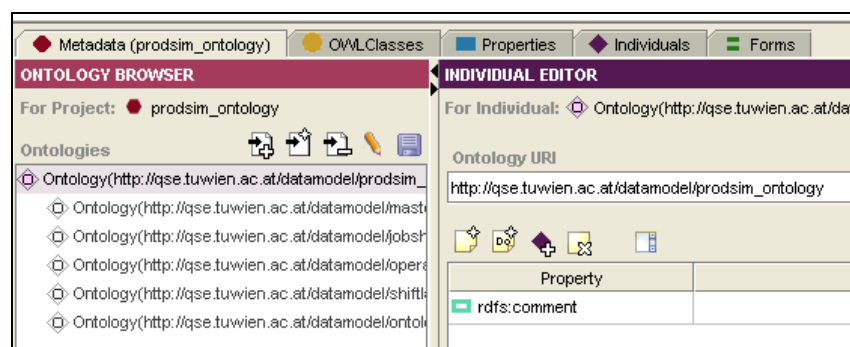 Metadata (prodsim_ontology) OWLClasses Properties Individuals Forms
ONTOLOGY BROWSER
For Project: prodsim_ontology
Ontologies
Ontology(http://qse.tuwien.ac.at/datamodel/prodsim_
Ontology(http://qse.tuwien.ac.at/datamodel/maste
Ontology(http://qse.tuwien.ac.at/datamodel/jobsh
Ontology(http://qse.tuwien.ac.at/datamodel/opera
Ontology(http://qse.tuwien.ac.at/datamodel/shiftla
Ontology(http://qse.tuwien.ac.at/datamodel/ontolo
INDIVIDUAL EDITOR
For Individual: Ontology(http://qse.tuwien.ac.at/da
Ontology URI
http://qse.tuwien.ac.at/datamodel/prodsim_ontology
Property
rdfs:comment